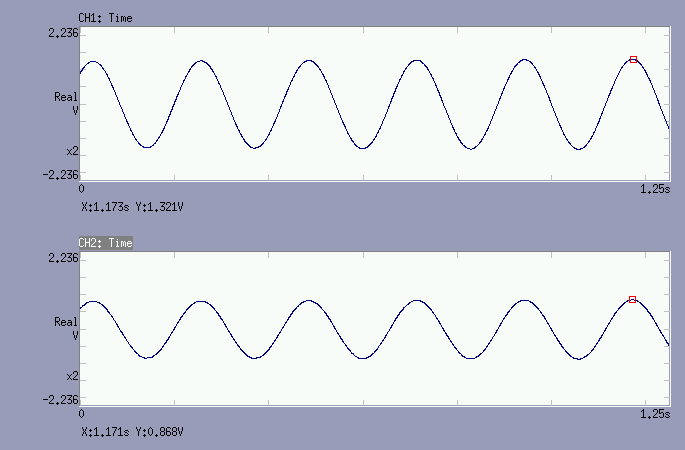 CH1: Time
2.236
Real
V
x2
-2.236
0
1.25s
X:1.173s Y:1.321V
CH2: Time
2.236
Real
V
x2
-2.236
0
1.25s
X:1.171s Y:0.868V